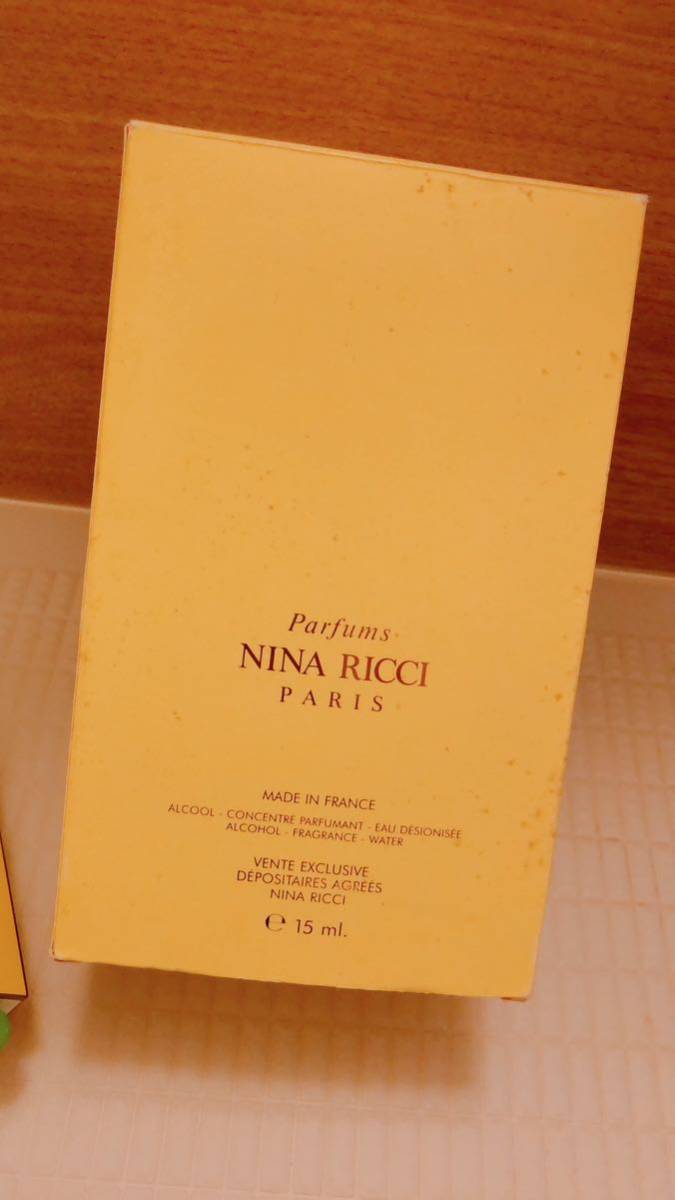 Parfums
NINA RICCI
PARIS
MADE IN FRANCE
ALCOOL - CONCENTRE PARFUMANT - EAU DÉSIONISÉE
ALCOHOL - FRAGRANCE - WATER
VENTE EXCLUSIVE
DÉPOSITAIRES AGRÉÉS
NINA RICCI
℮ 15 ml.